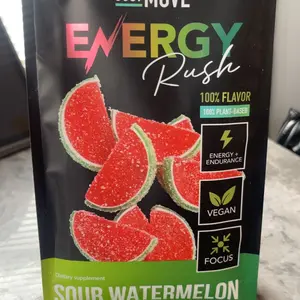 MOVE
ENERGY
Rush
100% FLAVOR
100% PLANT-BASED
ENERGY +
ENDURANCE
VEGAN
FOCUS
Dietary supplement
SOUR WATERMELON